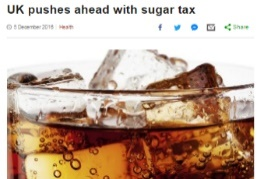 UK pushes ahead with sugar tax
5 December 2016 Health
Share